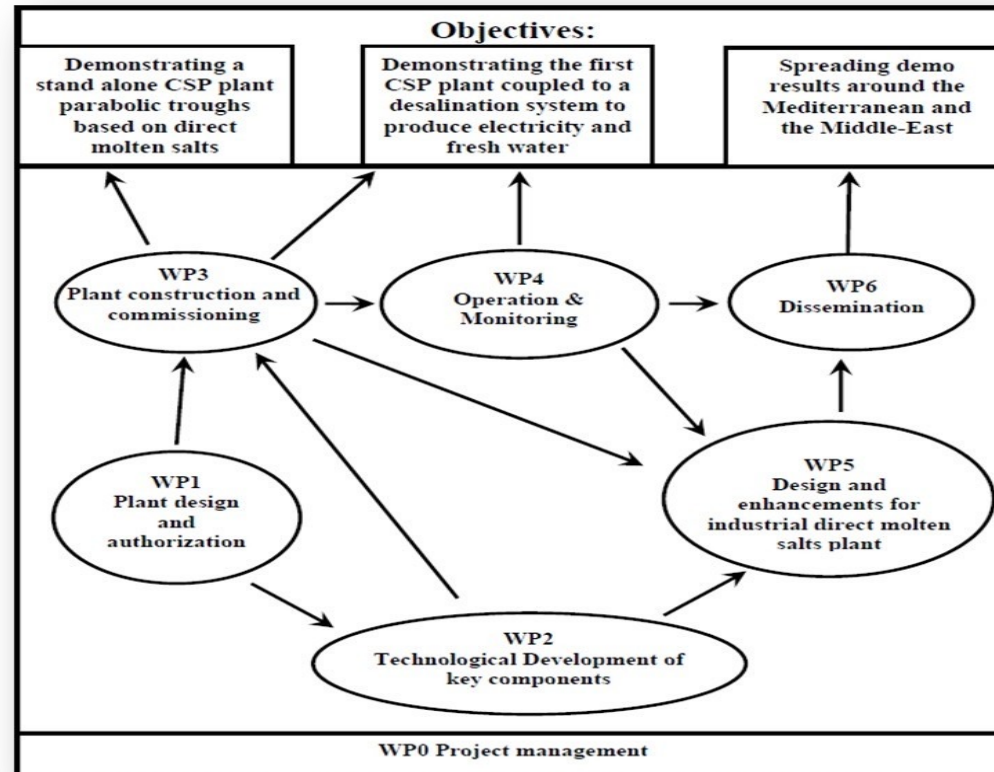 Objectives:
Demonstrating a
stand alone CSP plant
parabolic troughs
based on direct
molten salts
Demonstrating the first
CSP plant coupled to a
desalination system to
produce electricity and
fresh water
Spreading demo
results around the
Mediterranean and
the Middle-East
WP3
Plant construction and
commissioning
WP4
Operation &
Monitoring
WP6
Dissemination
WP1
Plant design
and
authorization
WP5
Design and
enhancements for
industrial direct molten
salts plant
WP2
Technological Development of
key components
WP0 Project management